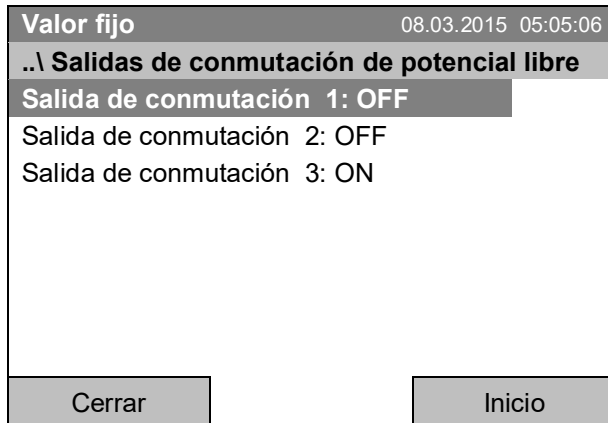 Valor fijo 08.03.2015 05:05:06
..\ Salidas de conmutación de potencial libre
Salida de conmutación 1: OFF
Salida de conmutación 2: OFF
Salida de conmutación 3: ON
Cerrar Inicio